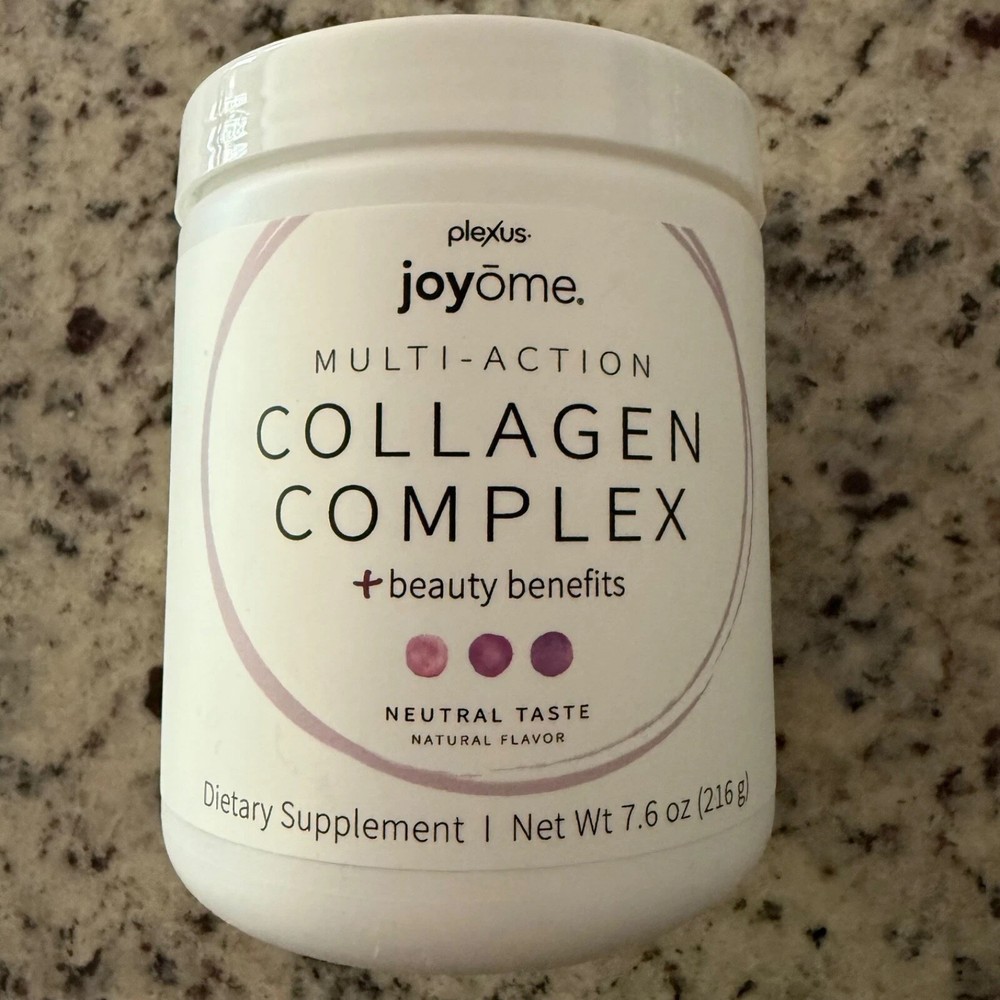 plexus.
joyōme®
MULTI-ACTION
COLLAGEN
COMPLEX
+beauty benefits
NEUTRAL TASTE
NATURAL FLAVOR
Dietary Supplement | Net Wt 7.6 oz (216 g)